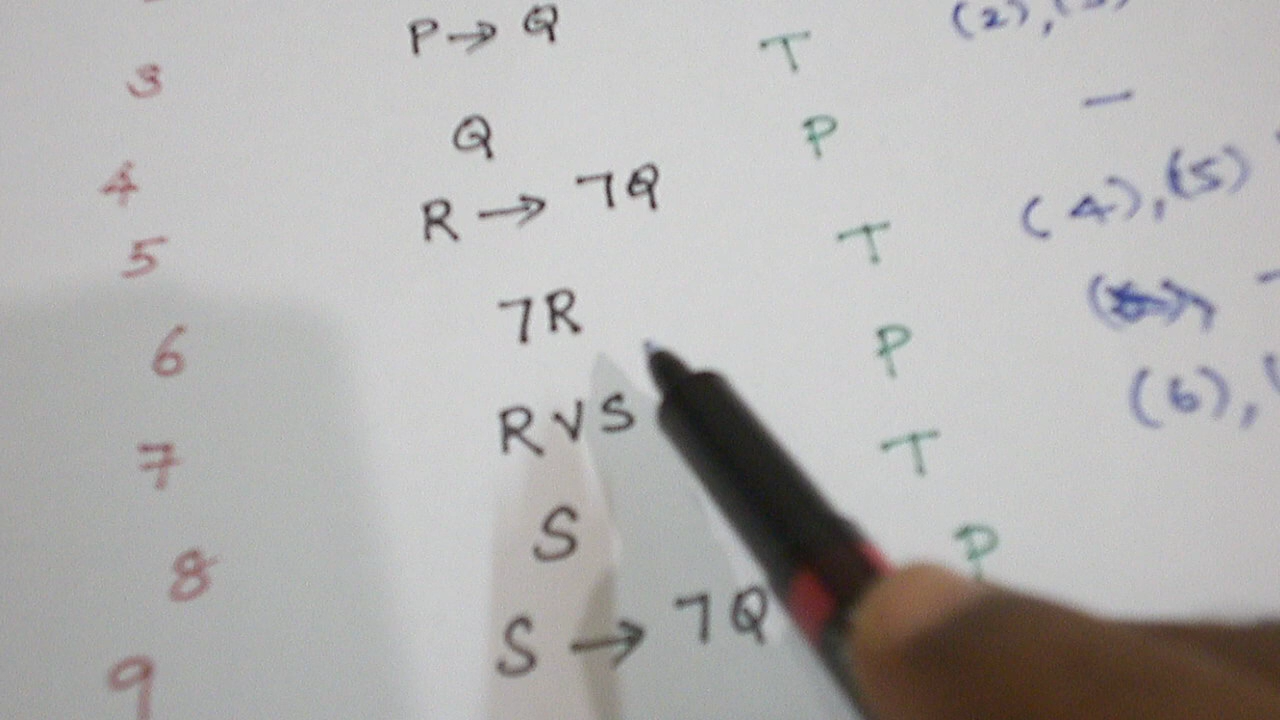 3 P → Q
4 Q T (2),
5 R → ¬Q P –
6 ¬R T (4),(5)
7 R ∨ S P –
8 S T (6),
9 S → ¬Q P